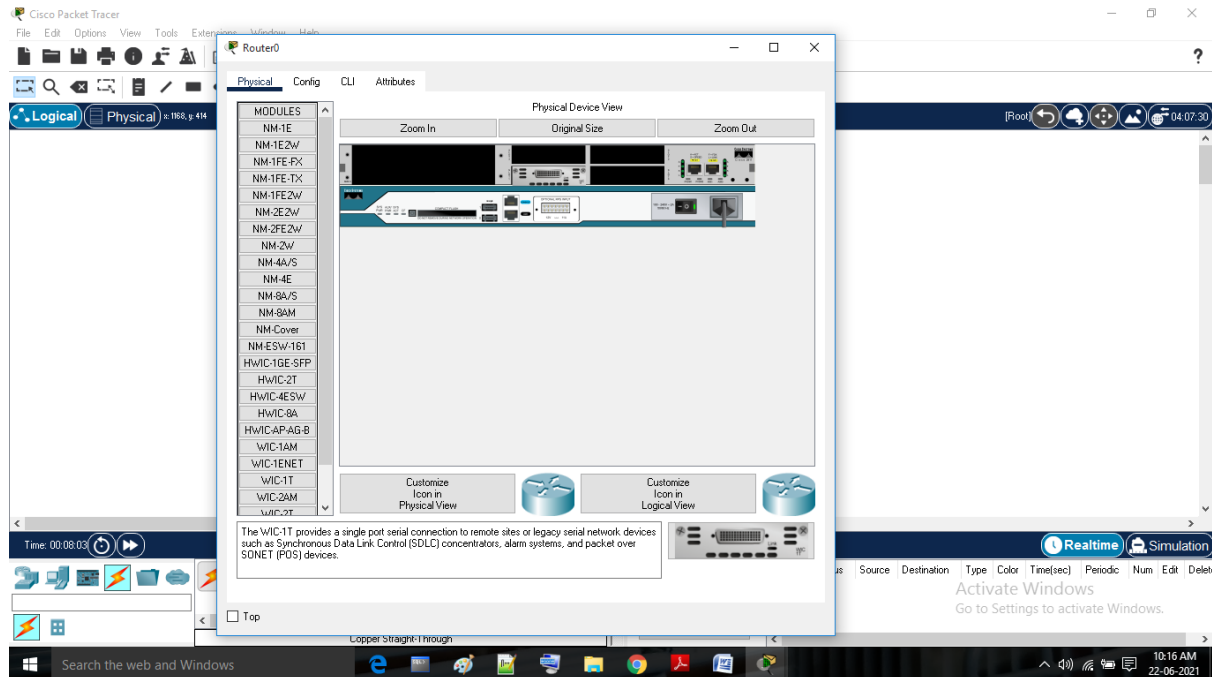 Cisco Packet Tracer
File Edit Options View Tools Extensions Window Help
Router0
?
Physical Config CLI Attributes
Logical Physical x: 1168, y: 414
[Root] 04:07:30
MODULES
NM-1E
NM-1E2W
NM-1FE-FX
NM-1FE-TX
NM-1FE2W
NM-2E2W
NM-2FE2W
NM-2W
NM-4A/S
NM-4E
NM-8A/S
NM-8AM
NM-Cover
NM-ESW-161
HWIC-1GE-SFP
HWIC-2T
HWIC-4ESW
HWIC-8A
HWIC-AP-AG-B
WIC-1AM
WIC-1ENET
WIC-1T
WIC-2AM
WIC-2T
Physical Device View
Zoom In Original Size Zoom Out
Customize
Icon in
Physical View
Customize
Icon in
Logical View
The WIC-1T provides a single port serial connection to remote sites or legacy serial network devices
such as Synchronous Data Link Control (SDLC) concentrators, alarm systems, and packet over
SONET (POS) devices.
Top
Time: 00:08:03
Realtime Simulation
Source Destination Type Color Time(sec) Periodic Num Edit
Activate Windows
Go to Settings to activate Windows.
Copper Straight-Through
Search the web and Windows
10:16 AM
22-06-2021